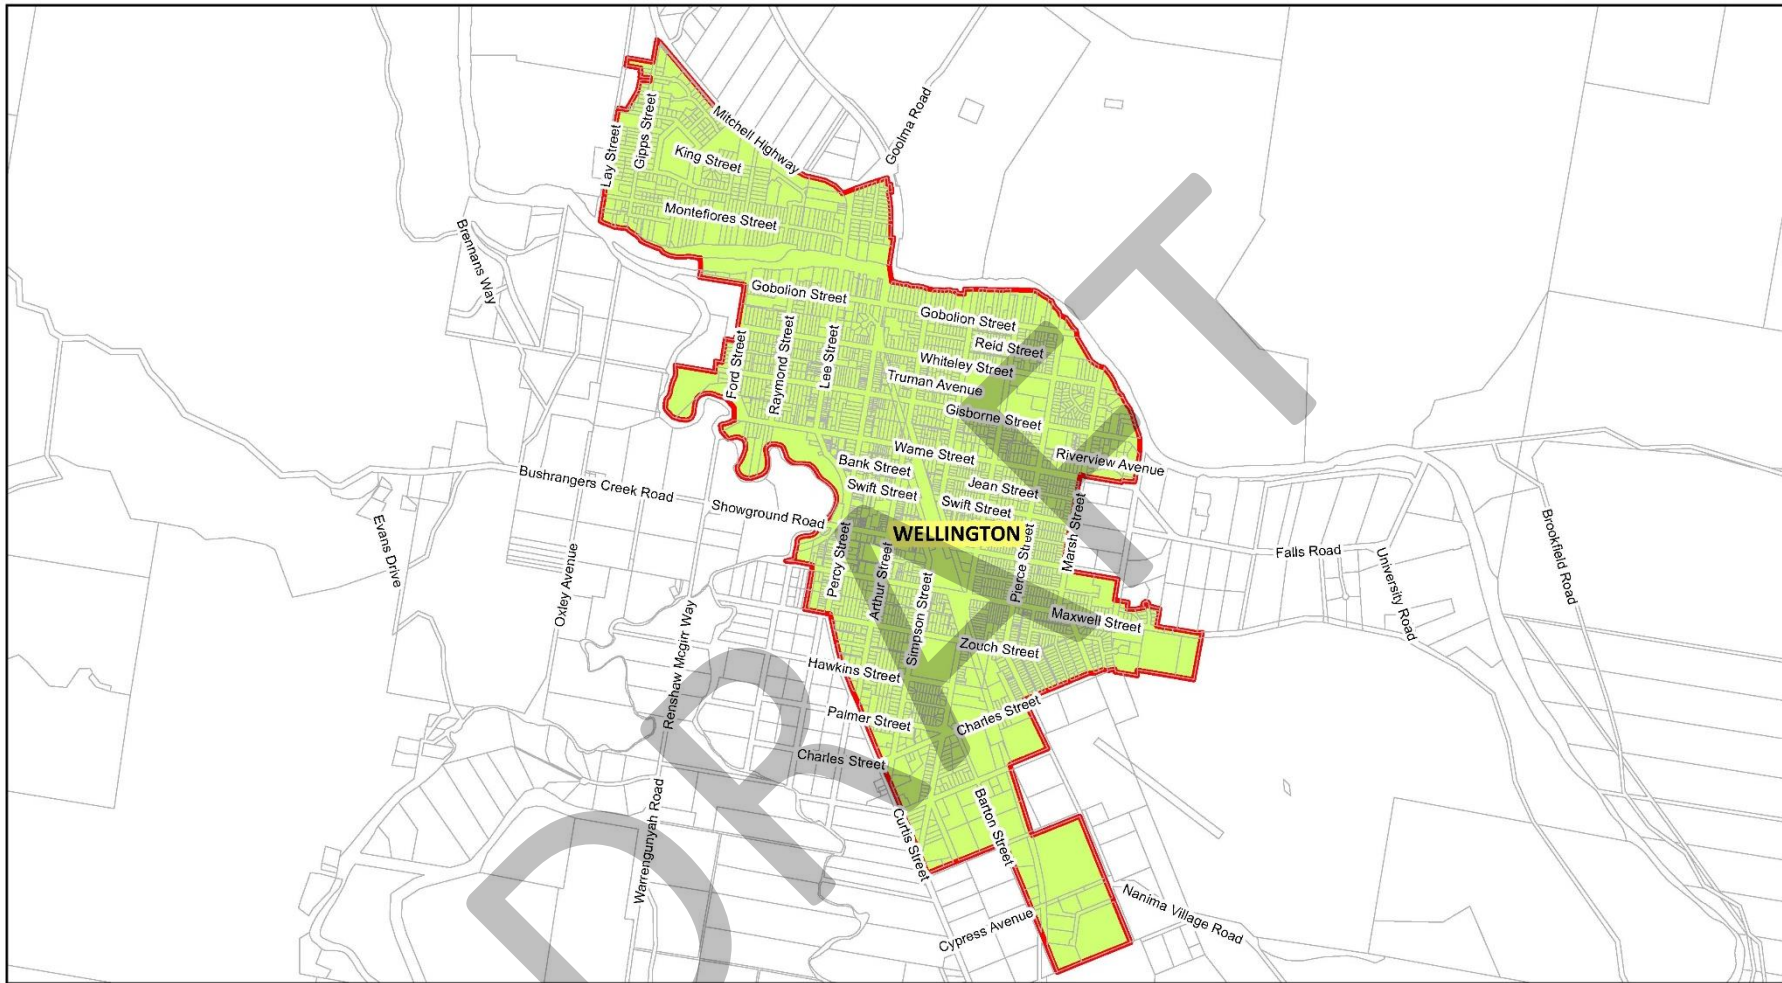 Mitchell Highway
Goolma Road
Gipps Street
Lay Street
King Street
Montefiores Street
Brennans Way
Gobolion Street
Gobolion Street
Reid Street
Whiteley Street
Truman Avenue
Ford Street
Raymond Street
Lee Street
Gisborne Street
Warne Street
Riverview Avenue
Bank Street
Jean Street
Swift Street
Swift Street
Bushrangers Creek Road
Showground Road
WELLINGTON
Marsh Street
Pierce Street
Percy Street
Arthur Street
Simpson Street
Evans Drive
Oxley Avenue
Falls Road
University Road
Brookfield Road
Maxwell Street
Zouch Street
Renshaw Mcgirr Way
Hawkins Street
Palmer Street
Charles Street
Charles Street
Warrengunyah Road
Curtis Street
Barton Street
Cypress Avenue
Nanima Village Road
DRAFT